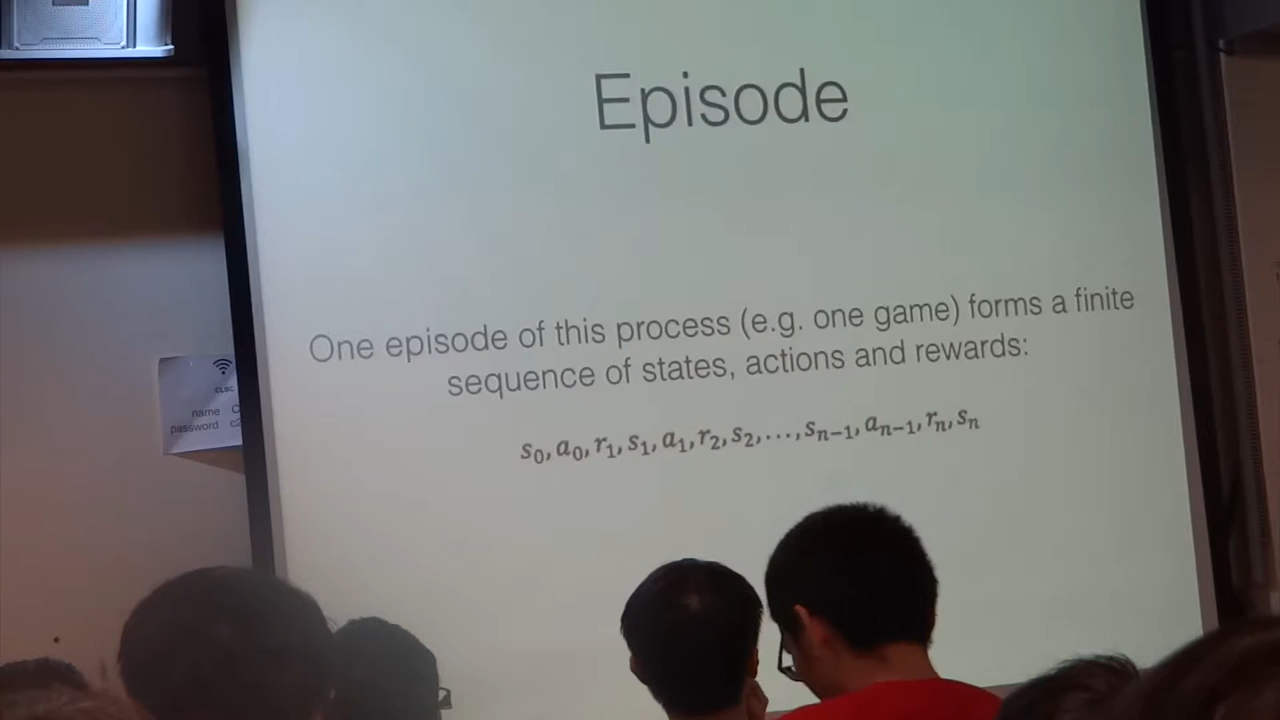 Episode
One episode of this process (e.g. one game) forms a finite
sequence of states, actions and rewards:
s₀, a₀, r₁, s₁, a₁, r₂, s₂, …, sₙ₋₁, aₙ₋₁, rₙ, sₙ
name
password